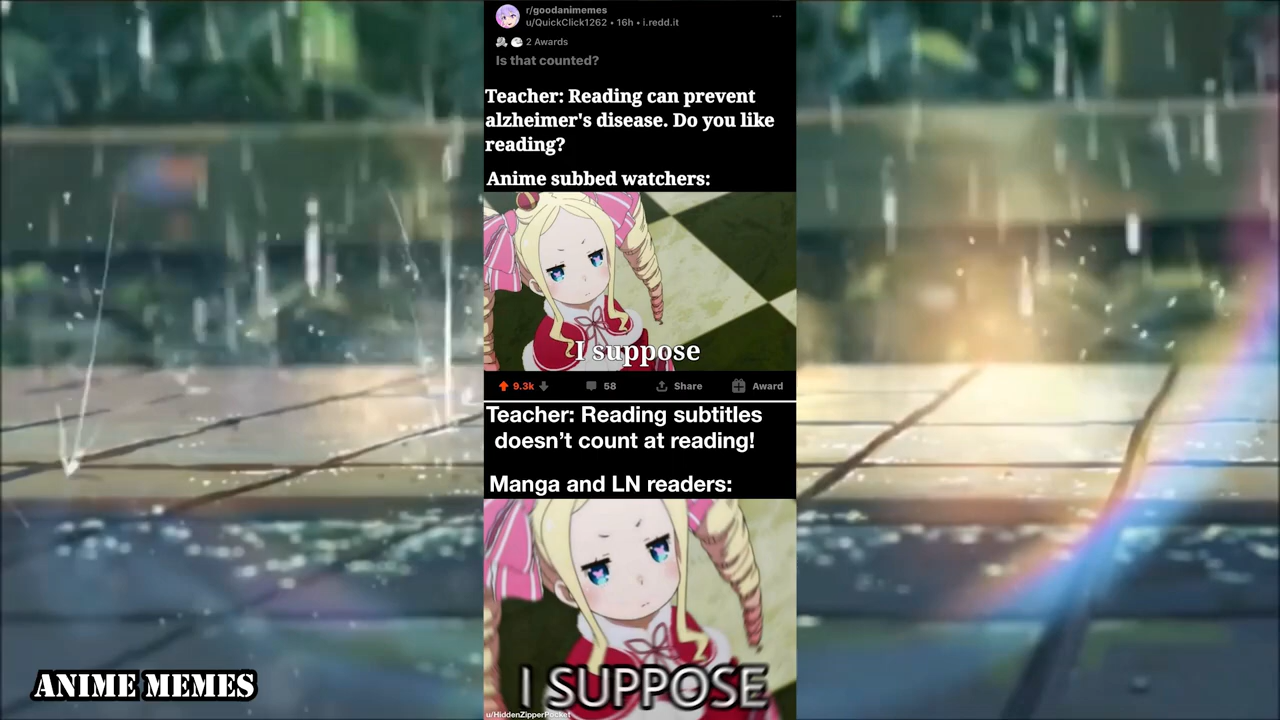 r/goodanimemes
u/QuickClick1262 • 16h • i.redd.it
2 Awards
Is that counted?
Teacher: Reading can prevent
alzheimer's disease. Do you like
reading?
Anime subbed watchers:
I suppose
9.3k
58
Share
Award
Teacher: Reading subtitles
doesn't count at reading!
Manga and LN readers:
I SUPPOSE
u/HiddenZipperPocket
ANIME MEMES